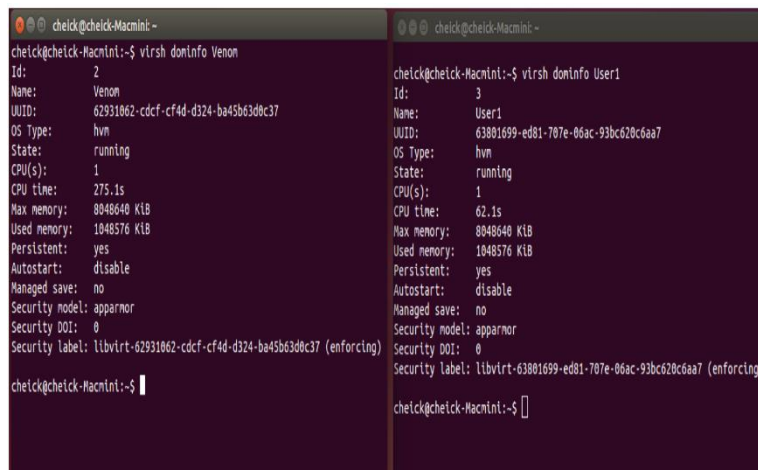 cheick@cheick-Macmini: ~
cheick@cheick-Macmini:~$ virsh dominfo Venom
Id: 2
Name: Venom
UUID: 62931062-cdcf-cf4d-d324-ba45b63d0c37
OS Type: hvm
State: running
CPU(s): 1
CPU time: 275.1s
Max memory: 8048640 KiB
Used memory: 1048576 KiB
Persistent: yes
Autostart: disable
Managed save: no
Security model: apparmor
Security DOI: 0
Security label: libvirt-62931062-cdcf-cf4d-d324-ba45b63d0c37 (enforcing)
cheick@cheick-Macmini:~$
cheick@cheick-Macmini: ~
cheick@cheick-Macmini:~$ virsh dominfo User1
Id: 3
Name: User1
UUID: 63801699-ed81-707e-06ac-93bc620c6aa7
OS Type: hvm
State: running
CPU(s): 1
CPU time: 62.1s
Max memory: 8048640 KiB
Used memory: 1048576 KiB
Persistent: yes
Autostart: disable
Managed save: no
Security model: apparmor
Security DOI: 0
Security label: libvirt-63801699-ed81-707e-06ac-93bc620c6aa7 (enforcing
cheick@cheick-Macmini:~$